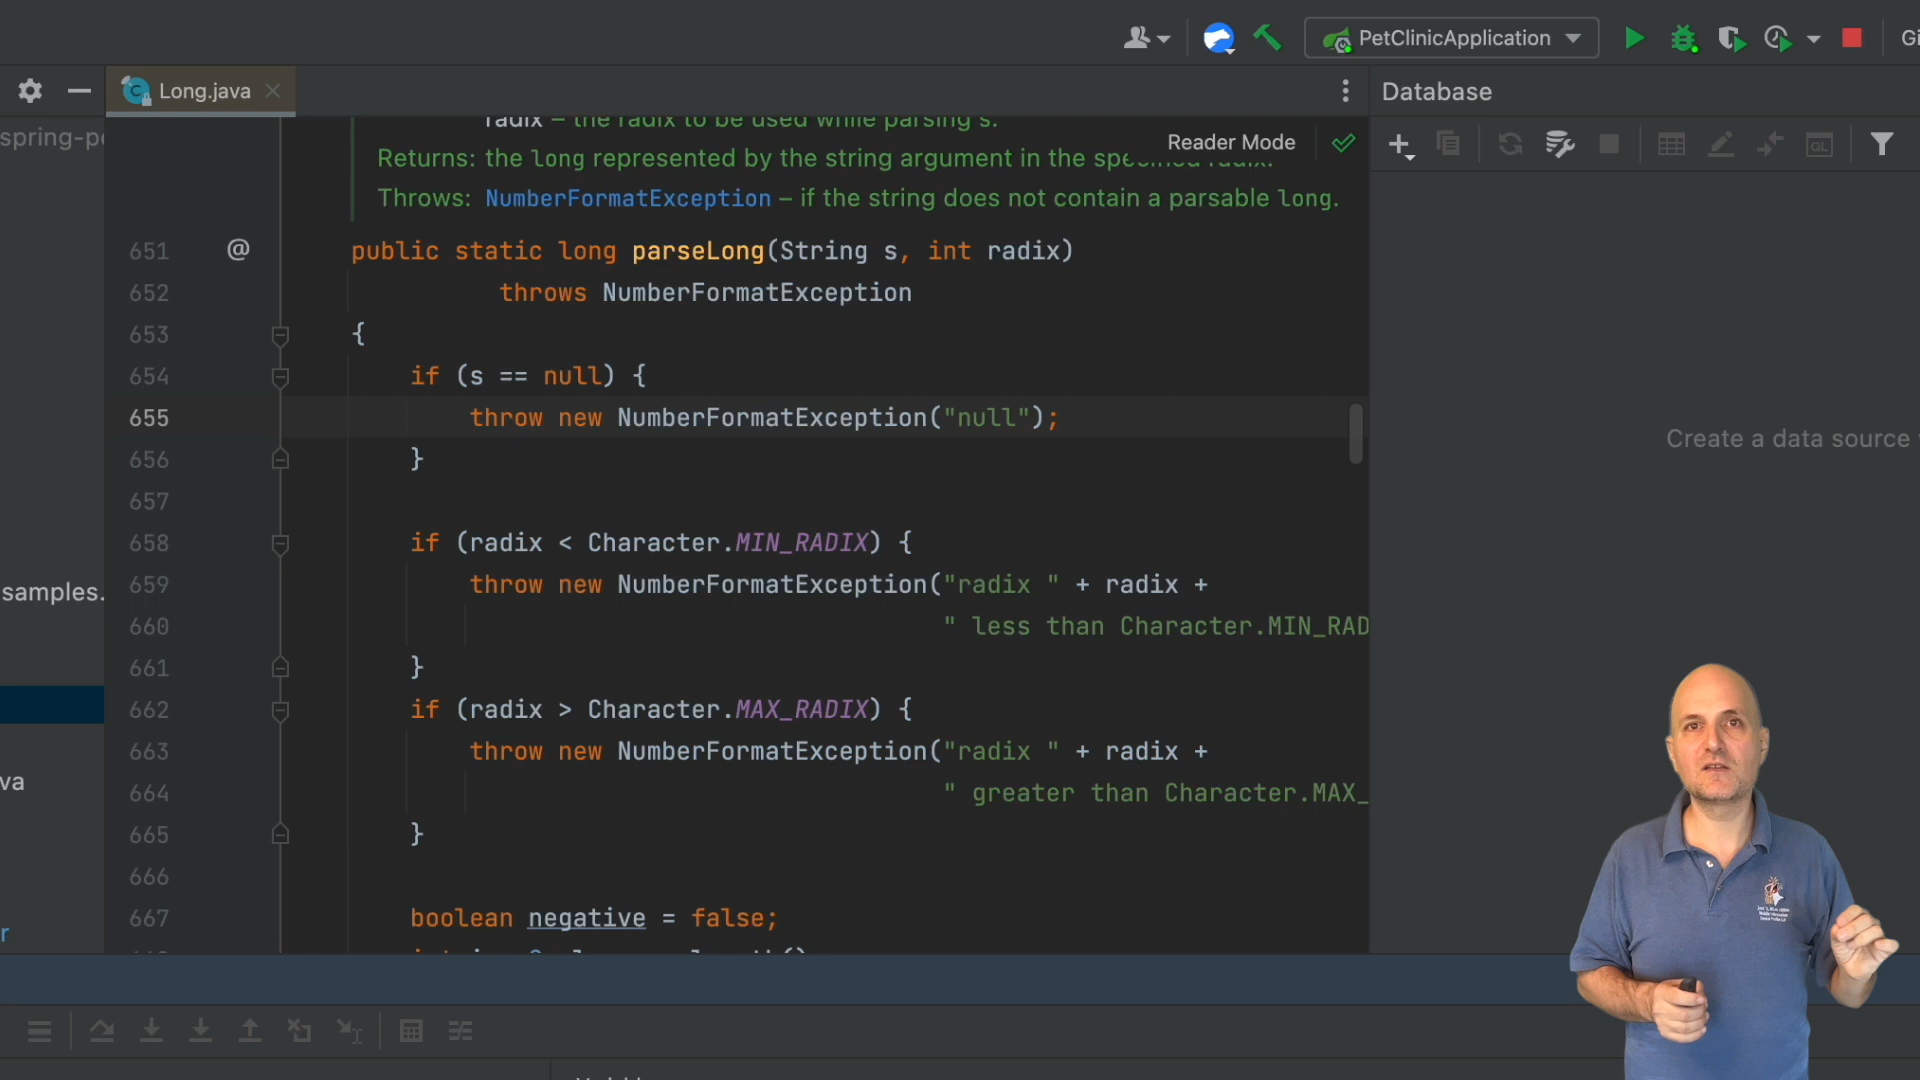 PetClinicApplication
Gi
Long.java
Database
spring-p
radix – the radix to be used while parsing s.
Reader Mode
Returns: the long represented by the string argument in the specified radix.
Throws: NumberFormatException – if the string does not contain a parsable long.
651 @ public static long parseLong(String s, int radix)
652 throws NumberFormatException
653 {
654 if (s == null) {
655 throw new NumberFormatException("null");
656 }
657
658 if (radix < Character.MIN_RADIX) {
659 throw new NumberFormatException("radix " + radix +
660 " less than Character.MIN_RAD
661 }
662 if (radix > Character.MAX_RADIX) {
663 throw new NumberFormatException("radix " + radix +
664 " greater than Character.MAX_
665 }
666
667 boolean negative = false;
samples.
va
r
Create a data source
QL